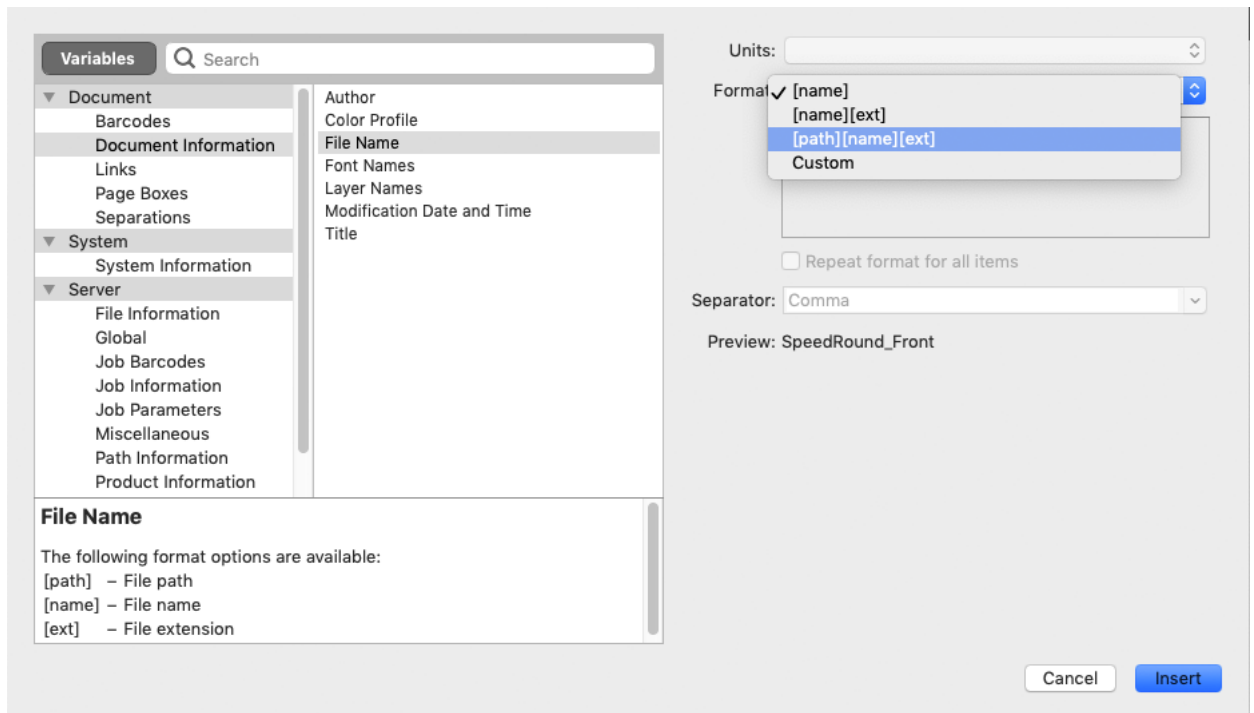 Variables
Search
Document
Barcodes
Document Information
Links
Page Boxes
Separations
System
System Information
Server
File Information
Global
Job Barcodes
Job Information
Job Parameters
Miscellaneous
Path Information
Product Information
Author
Color Profile
File Name
Font Names
Layer Names
Modification Date and Time
Title
File Name
The following format options are available:
[path] – File path
[name] – File name
[ext] – File extension
Units:
Format
✓ [name]
[name][ext]
[path][name][ext]
Custom
Repeat format for all items
Separator: Comma
Preview: SpeedRound_Front
Cancel
Insert